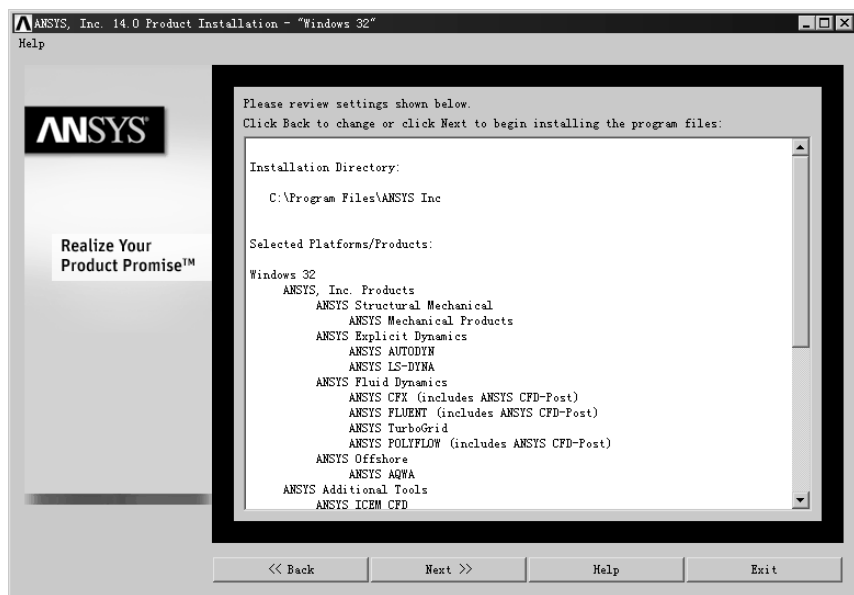 ANSYS, Inc. 14.0 Product Installation - "Windows 32"
Help
ANSYS
Realize Your
Product Promise™
Please review settings shown below.
Click Back to change or click Next to begin installing the program files:
Installation Directory:
C:\Program Files\ANSYS Inc
Selected Platforms/Products:
Windows 32
ANSYS, Inc. Products
ANSYS Structural Mechanical
ANSYS Mechanical Products
ANSYS Explicit Dynamics
ANSYS AUTODYN
ANSYS LS-DYNA
ANSYS Fluid Dynamics
ANSYS CFX (includes ANSYS CFD-Post)
ANSYS FLUENT (includes ANSYS CFD-Post)
ANSYS TurboGrid
ANSYS POLYFLOW (includes ANSYS CFD-Post)
ANSYS Offshore
ANSYS AQWA
ANSYS Additional Tools
ANSYS ICEM CFD
<< Back
Next >>
Help
Exit